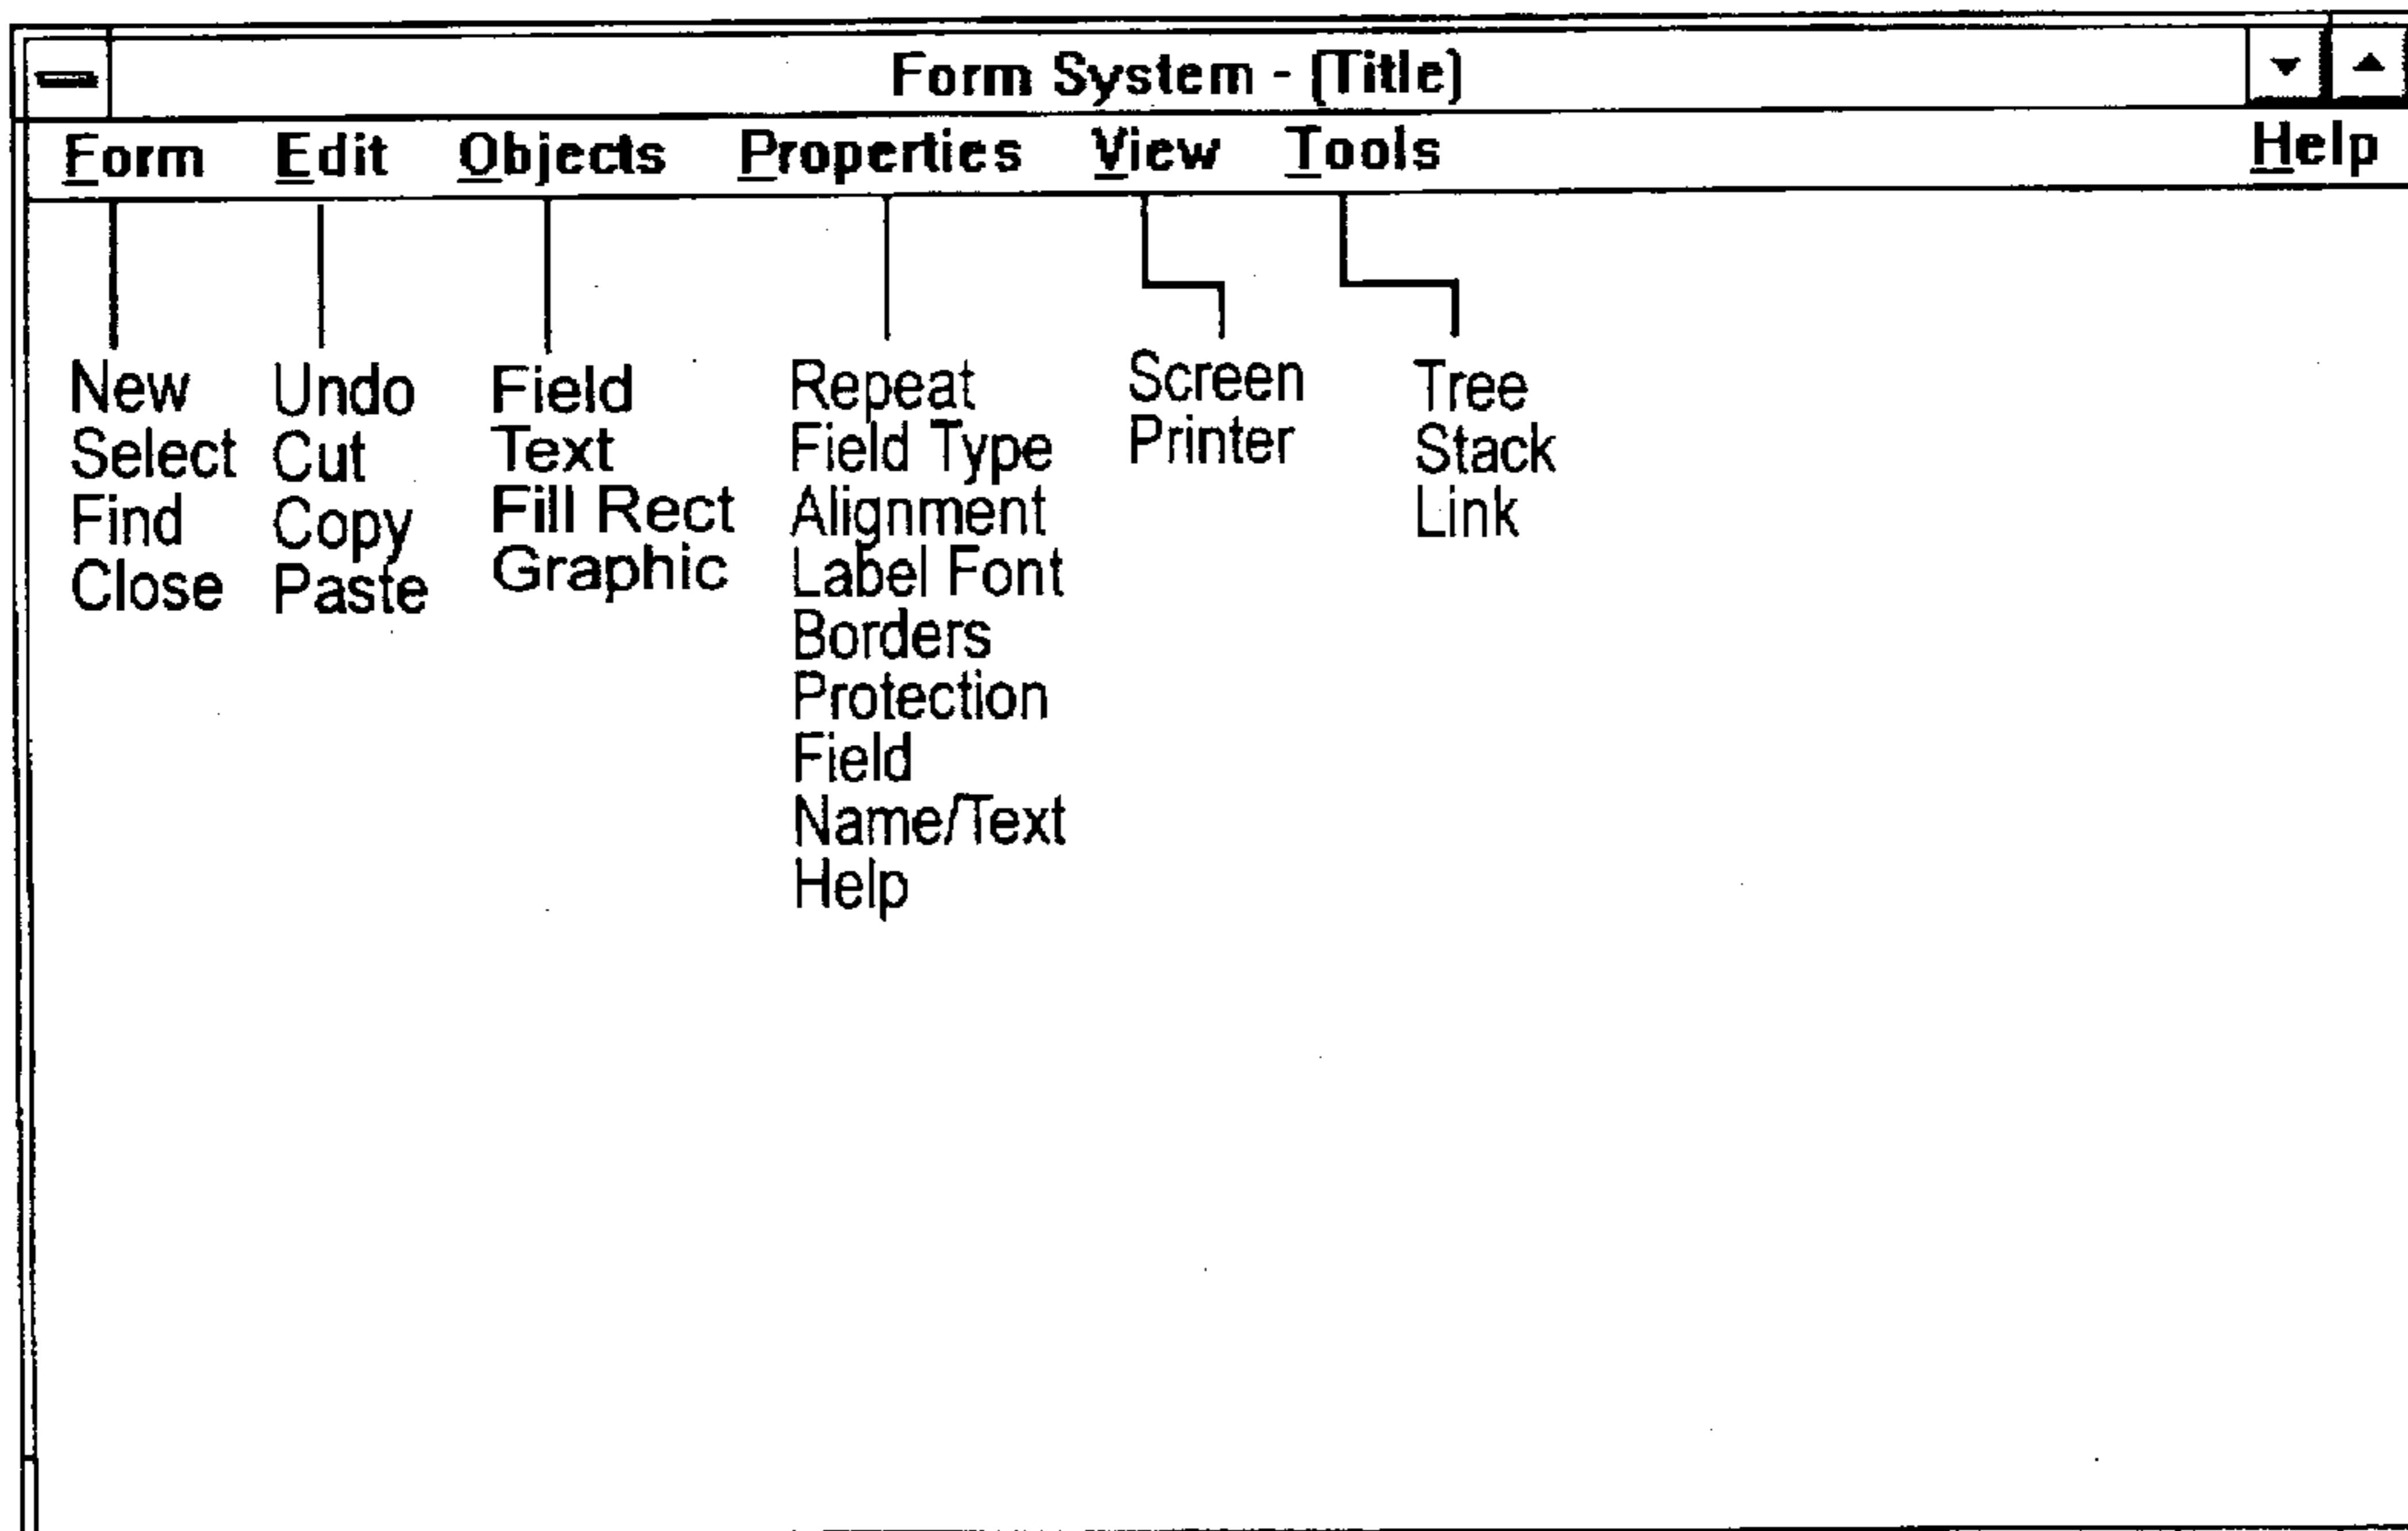 Form System - (Title)
Form Edit Objects Properties View Tools Help
New
Select
Find
Close
Undo
Cut
Copy
Paste
Field
Text
Fill Rect
Graphic
Repeat
Field Type
Alignment
Label Font
Borders
Protection
Field
Name/Text
Help
Screen
Printer
Tree
Stack
Link